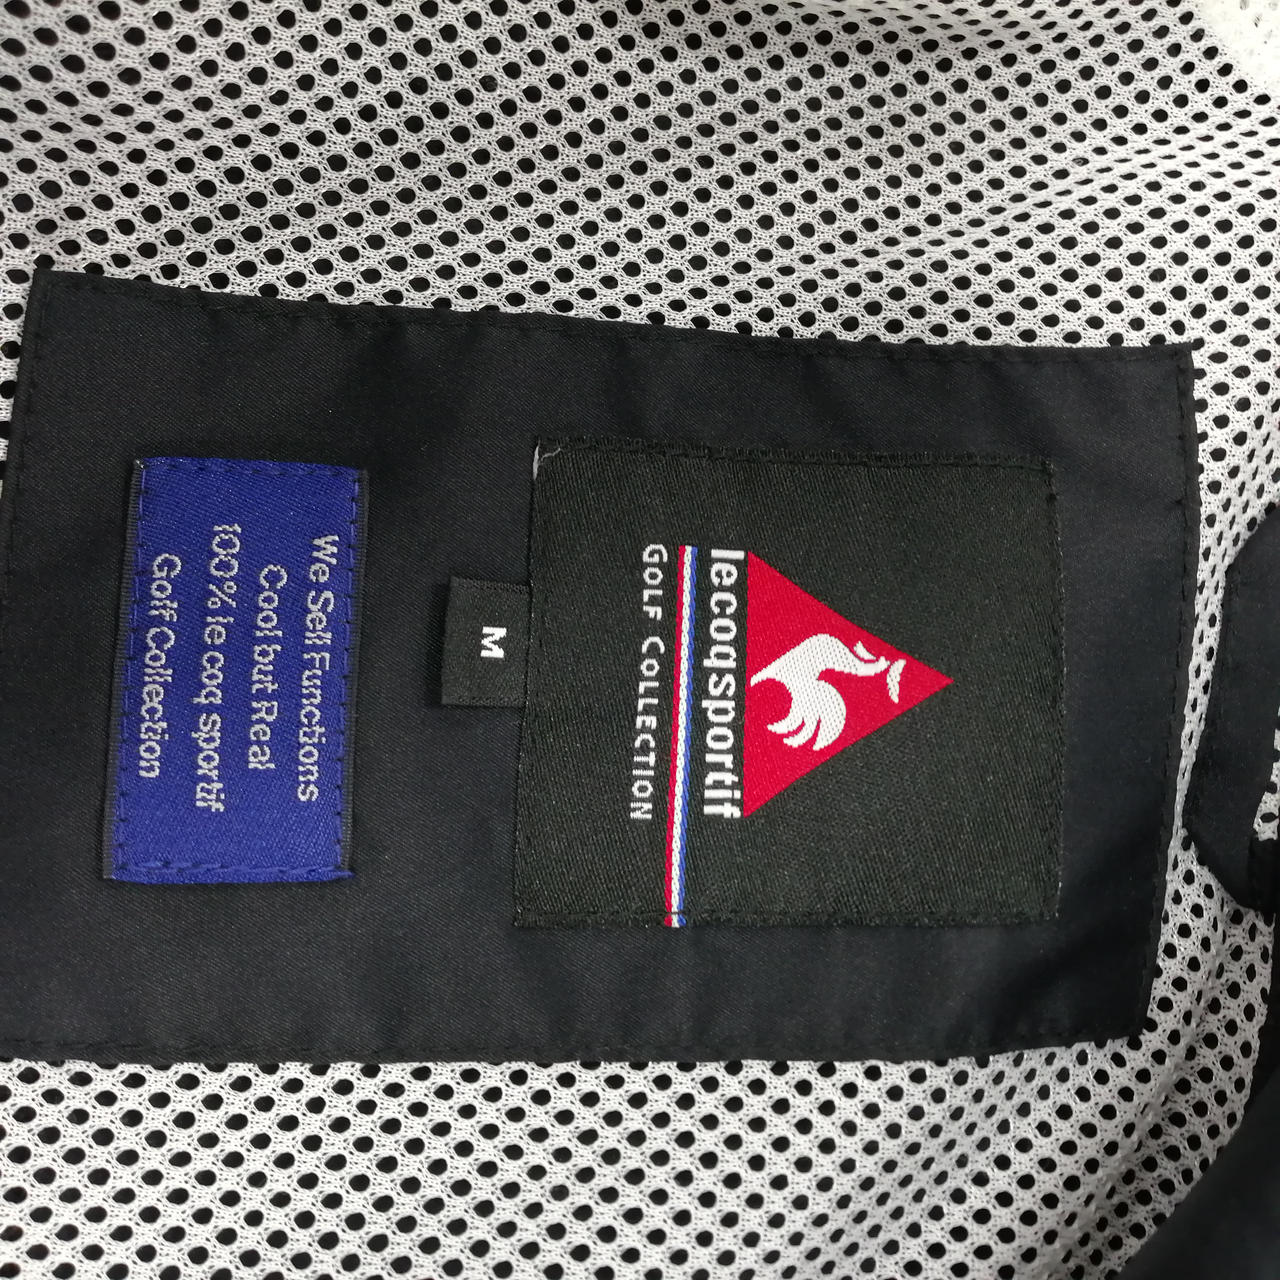 lecoqsportif
GOLF COLLECTION
M
We Sell Functions
Cool but Real
100% le coq sportif
Golf Collection